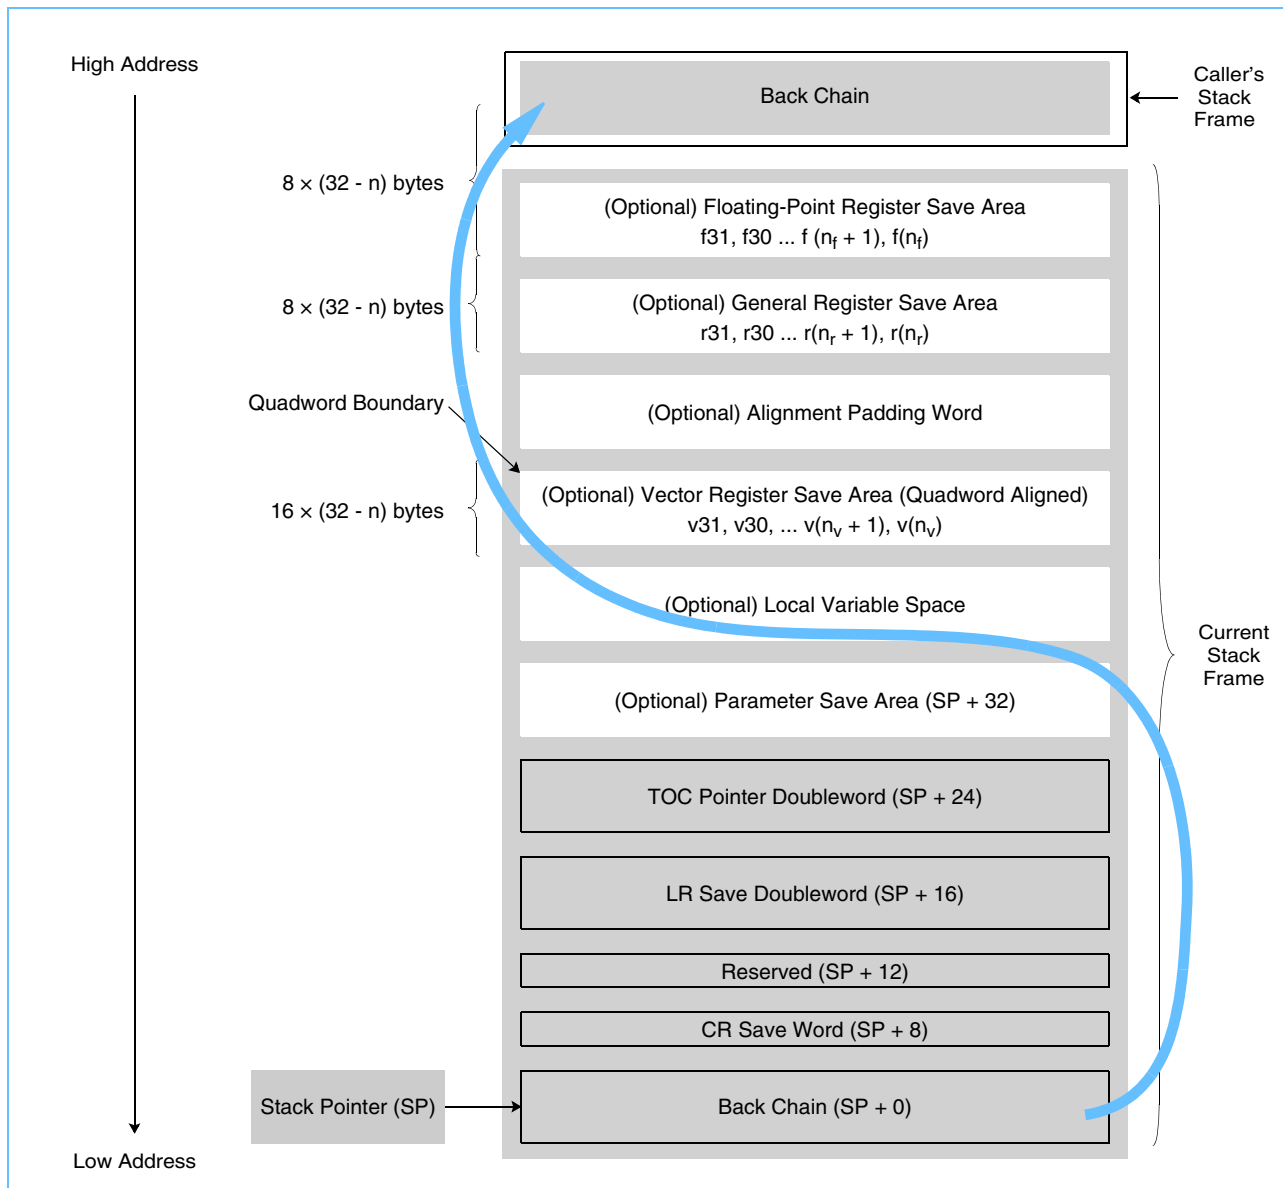 High Address
Back Chain
Caller's
Stack
Frame
8 × (32 - n) bytes
(Optional) Floating-Point Register Save Area
f31, f30 ... f (nf + 1), f(nf)
8 × (32 - n) bytes
(Optional) General Register Save Area
r31, r30 ... r(nr + 1), r(nr)
Quadword Boundary
(Optional) Alignment Padding Word
16 × (32 - n) bytes
(Optional) Vector Register Save Area (Quadword Aligned)
v31, v30, ... v(nv + 1), v(nv)
(Optional) Local Variable Space
Current
Stack
Frame
(Optional) Parameter Save Area (SP + 32)
TOC Pointer Doubleword (SP + 24)
LR Save Doubleword (SP + 16)
Reserved (SP + 12)
CR Save Word (SP + 8)
Stack Pointer (SP)
Back Chain (SP + 0)
Low Address